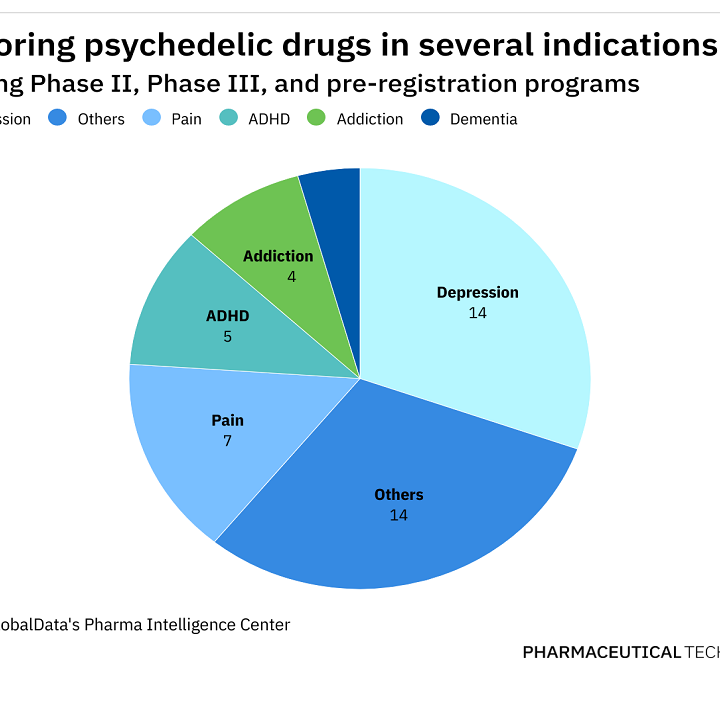 oring psychedelic drugs in several indications
ng Phase II, Phase III, and pre-registration programs
ssion Others Pain ADHD Addiction Dementia
Addiction
4
Depression
14
ADHD
5
Pain
7
Others
14
obalData's Pharma Intelligence Center
PHARMACEUTICAL TECH